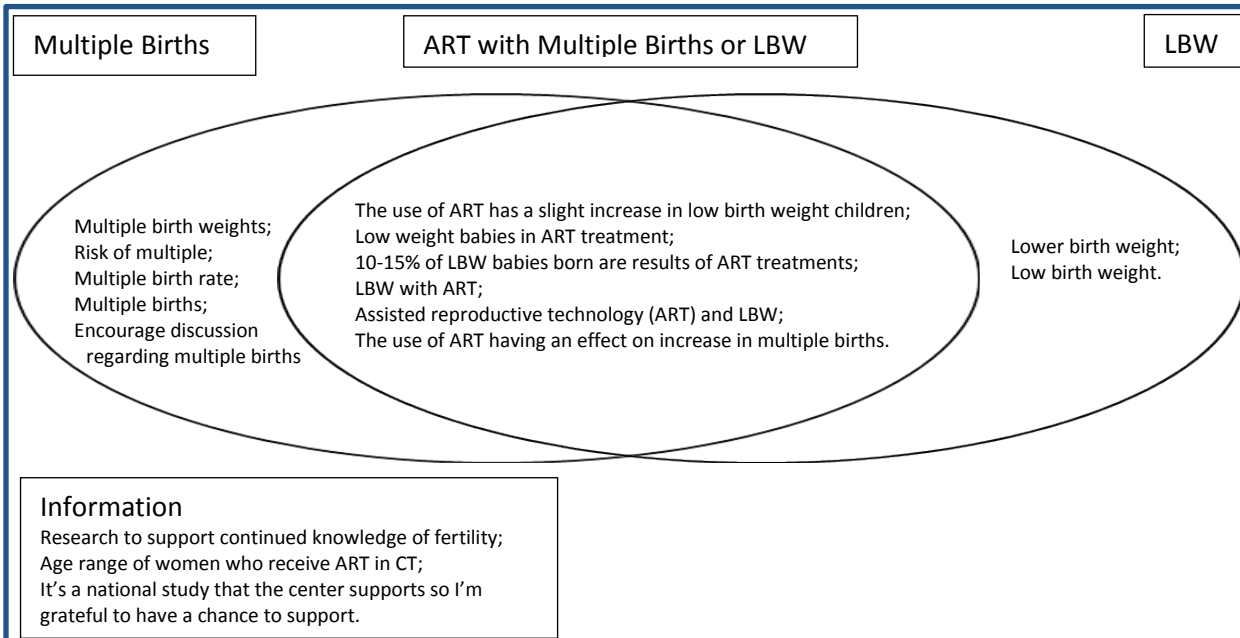 Multiple Births
ART with Multiple Births or LBW
LBW
Multiple birth weights;
Risk of multiple;
Multiple birth rate;
Multiple births;
Encourage discussion
regarding multiple births
The use of ART has a slight increase in low birth weight children;
Low weight babies in ART treatment;
10-15% of LBW babies born are results of ART treatments;
LBW with ART;
Assisted reproductive technology (ART) and LBW;
The use of ART having an effect on increase in multiple births.
Lower birth weight;
Low birth weight.
Information
Research to support continued knowledge of fertility;
Age range of women who receive ART in CT;
It’s a national study that the center supports so I’m
grateful to have a chance to support.